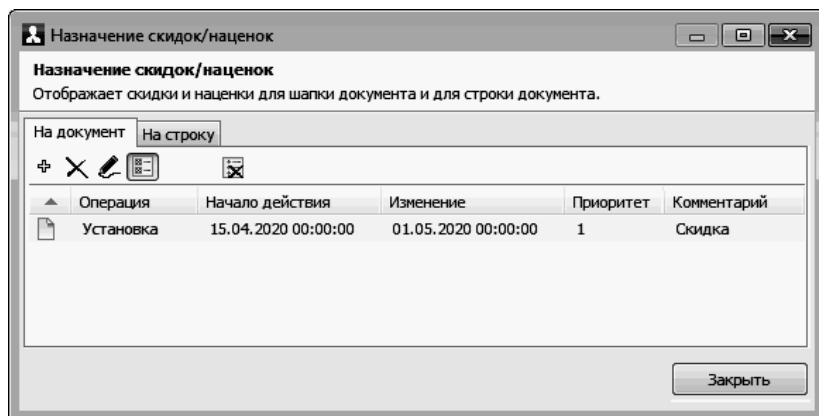 Назначение скидок/наценок
Назначение скидок/наценок
Отображает скидки и наценки для шапки документа и для строки документа.
На документ На строку
Операция Начало действия Изменение Приоритет Комментарий
Установка 15.04.2020 00:00:00 01.05.2020 00:00:00 1 Скидка
Закрыть